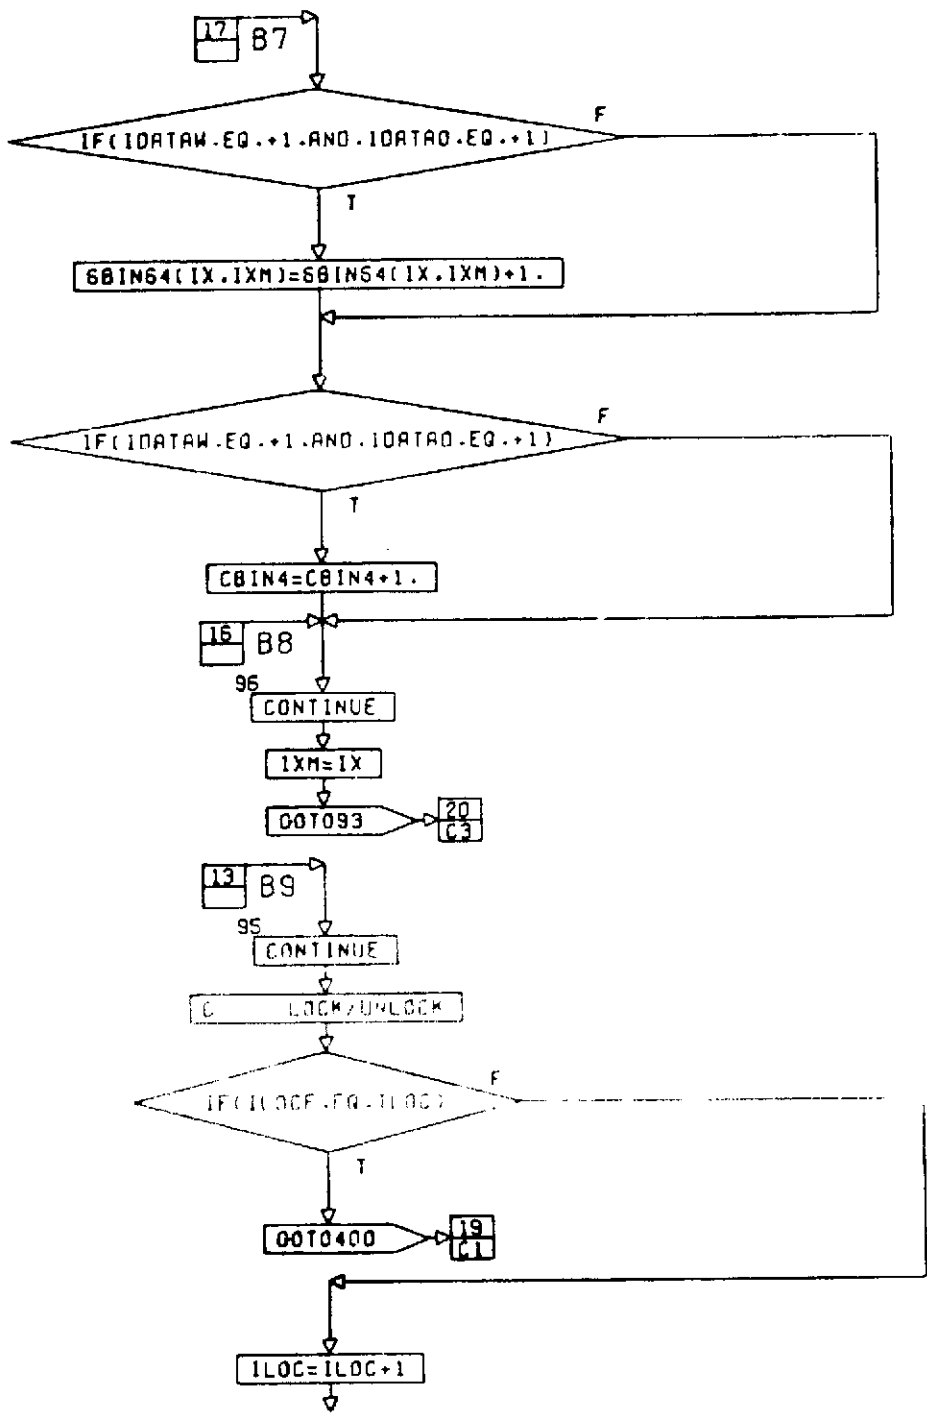 17 B7
IF(IDATAW.EQ.+1.AND.IDATAO.EQ.+1)
F
T
GBIN64(IX.IXM)=GBIN64(IX.IXM)+1.
IF(IDATAW.EQ.+1.AND.IDATAO.EQ.+1)
F
T
CBIN4=CBIN4+1.
16 B8
96
CONTINUE
IXM=IX
GOTO93
20
C3
13 B9
95
CONTINUE
C LOCK/UNLOCK
IF(ILOCF.EQ.ILOC)
F
T
GOTO400
19
C1
ILOC=ILOC+1